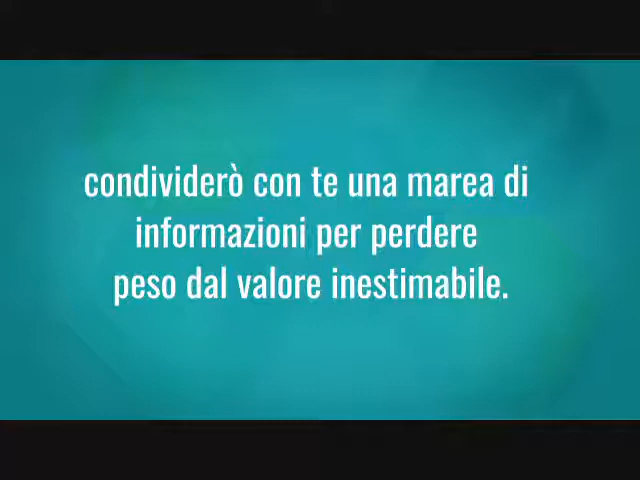 condividerò con te una marea di
informazioni per perdere
peso dal valore inestimabile.